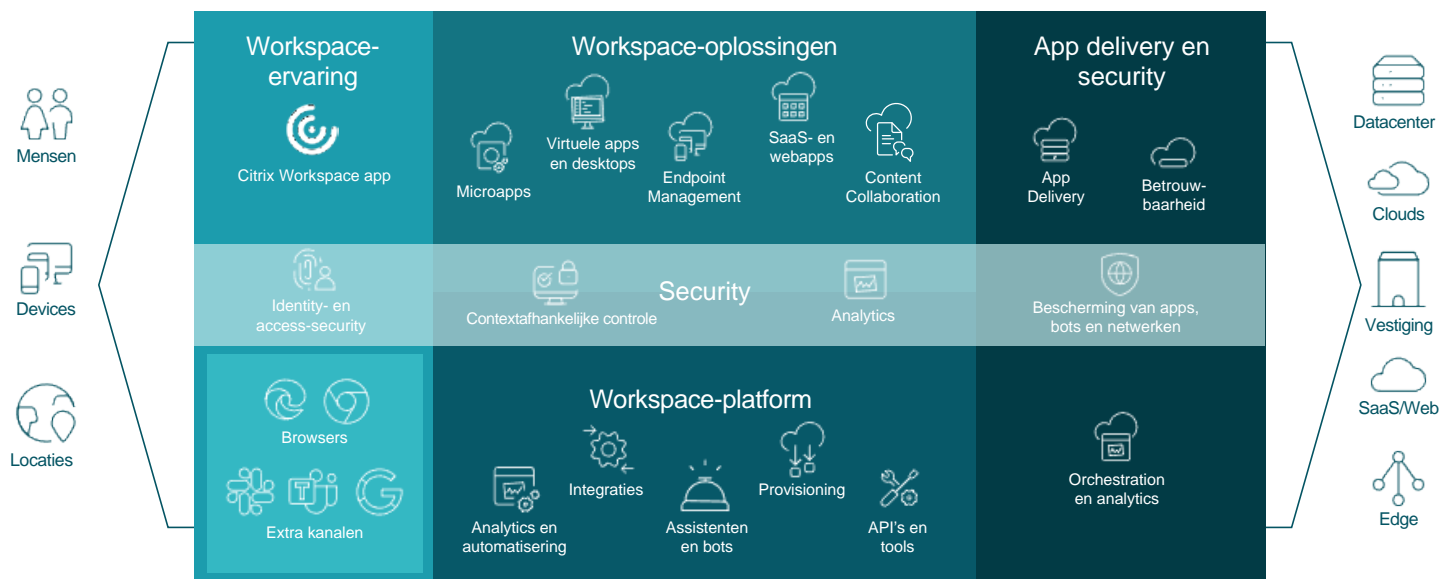 Mensen
Devices
Locaties
Workspace-
ervaring
Citrix Workspace app
Workspace-oplossingen
Microapps
Virtuele apps
en desktops
Endpoint
Management
SaaS- en
webapps
Content
Collaboration
App delivery en
security
App
Delivery
Betrouw-
baarheid
Identity- en
access-security
Contextafhankelijke controle
Security
Analytics
Bescherming van apps,
bots en netwerken
Browsers
Extra kanalen
Workspace-platform
Analytics en
automatisering
Integraties
Assistenten
en bots
Provisioning
API's en
tools
Orchestration
en analytics
Datacenter
Clouds
Vestiging
SaaS/Web
Edge